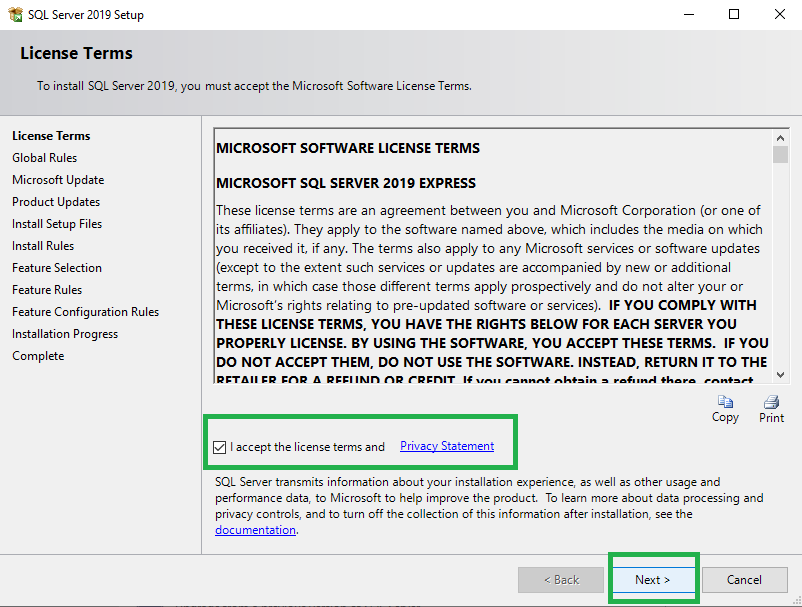 SQL Server 2019 Setup
License Terms
To install SQL Server 2019, you must accept the Microsoft Software License Terms.
License Terms
Global Rules
Microsoft Update
Product Updates
Install Setup Files
Install Rules
Feature Selection
Feature Rules
Feature Configuration Rules
Installation Progress
Complete
MICROSOFT SOFTWARE LICENSE TERMS
MICROSOFT SQL SERVER 2019 EXPRESS
These license terms are an agreement between you and Microsoft Corporation (or one of
its affiliates). They apply to the software named above, which includes the media on which
you received it, if any. The terms also apply to any Microsoft services or software updates
(except to the extent such services or updates are accompanied by new or additional
terms, in which case those different terms apply prospectively and do not alter your or
Microsoft's rights relating to pre-updated software or services). IF YOU COMPLY WITH
THESE LICENSE TERMS, YOU HAVE THE RIGHTS BELOW FOR EACH SERVER YOU
PROPERLY LICENSE. BY USING THE SOFTWARE, YOU ACCEPT THESE TERMS. IF YOU
DO NOT ACCEPT THEM, DO NOT USE THE SOFTWARE. INSTEAD, RETURN IT TO THE
RETAILER FOR A REFUND OR CREDIT. If you cannot obtain a refund there, contact
Copy Print
I accept the license terms and Privacy Statement
SQL Server transmits information about your installation experience, as well as other usage and
performance data, to Microsoft to help improve the product. To learn more about data processing and
privacy controls, and to turn off the collection of this information after installation, see the
documentation.
< Back Next > Cancel